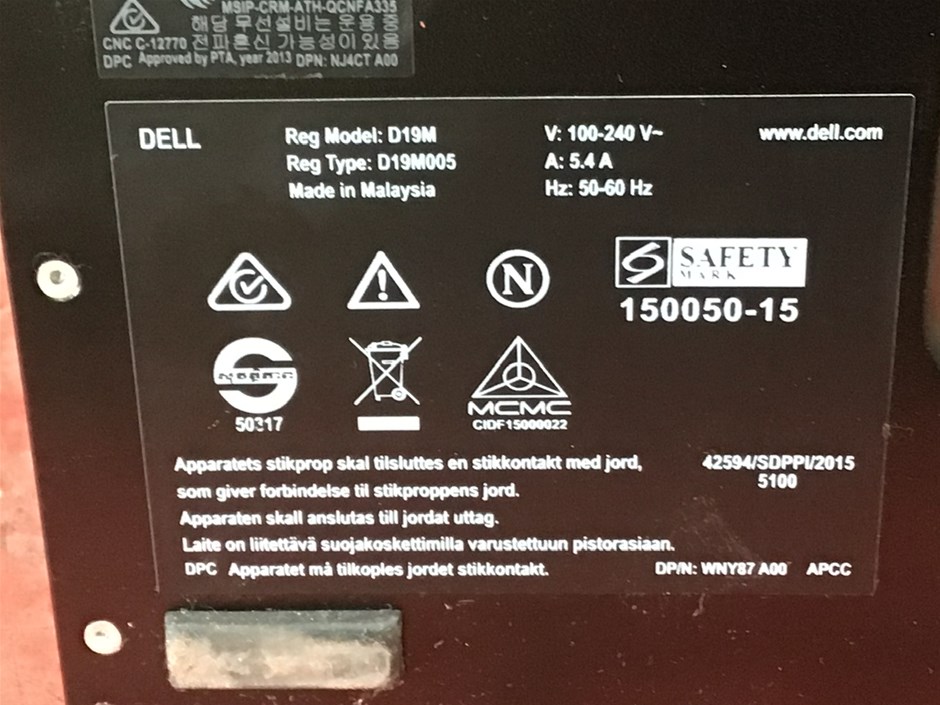 MSIP-CRM-ATH-QCNFA335
해당 무선설비는 운용 중
CNC C-12770 전파혼신 가능성이 있음
DPC Approved by PTA, year 2013 DPN: NJ4CT A00
DELL
Reg Model: D19M
Reg Type: D19M005
Made in Malaysia
V: 100-240 V~
A: 5.4 A
Hz: 50-60 Hz
www.dell.com
N
SAFETY
MARK
150050-15
50317
MCMC
CIDF15000022
Apparatets stikprop skal tilsluttes en stikkontakt med jord,
som giver forbindelse til stikproppens jord.
Apparaten skall anslutas till jordat uttag.
Laite on liitettävä suojakoskettimilla varustettuun pistorasiaan.
DPC Apparatet må tilkoples jordet stikkontakt.
42594/SDPPI/2015
5100
DP/N: WNY87 A00 APCC